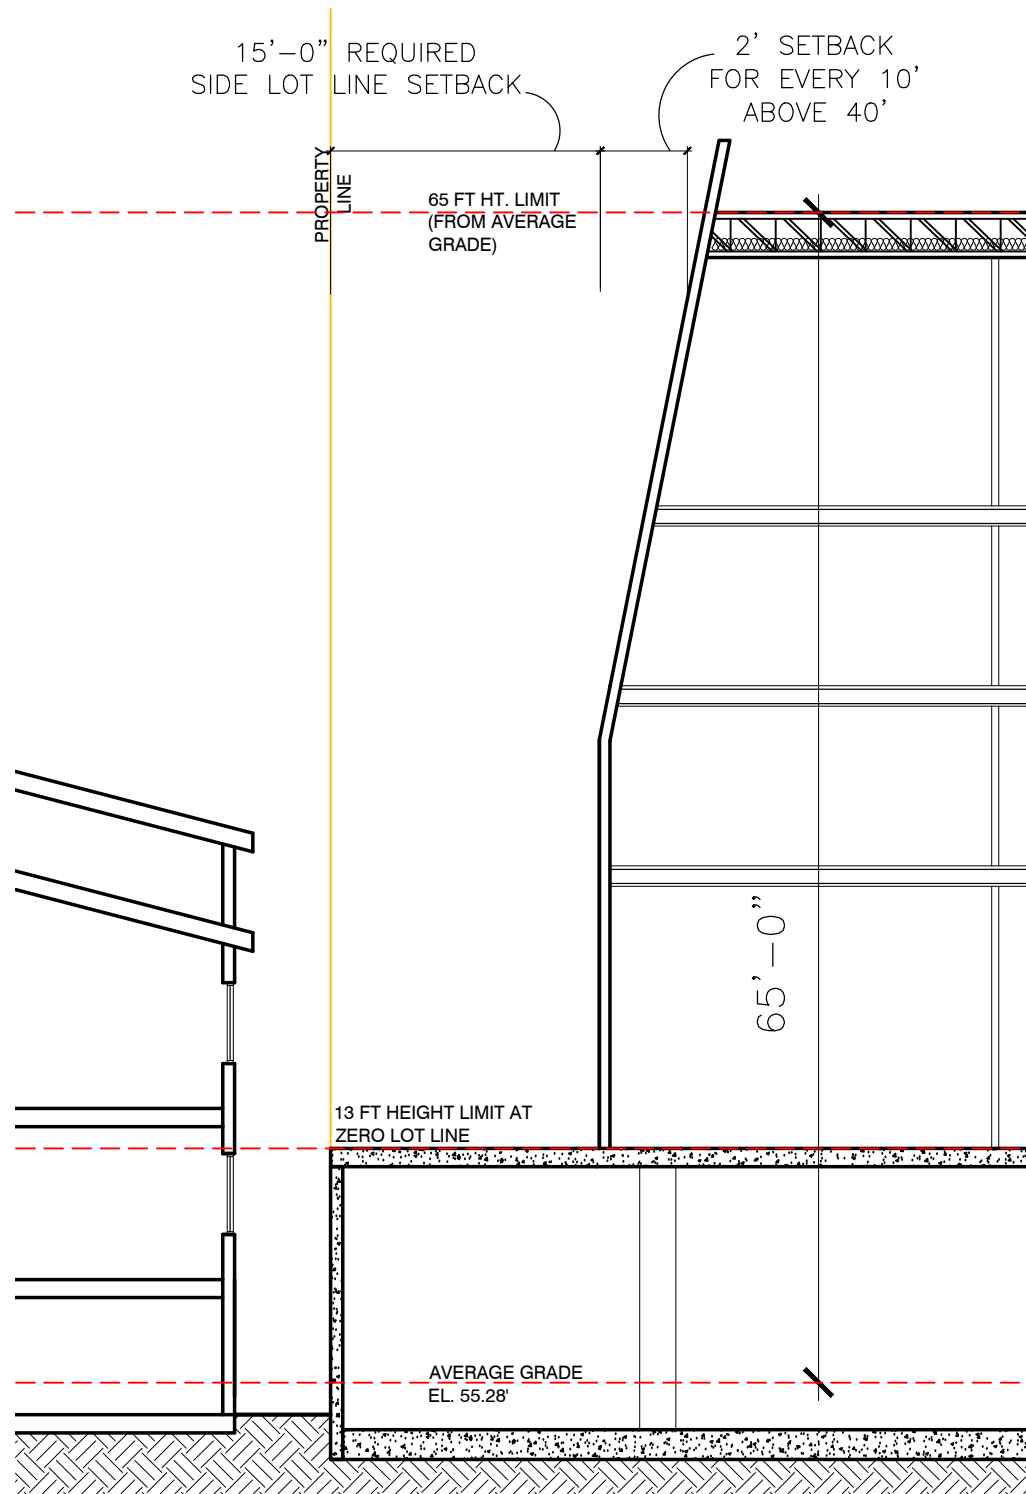 15’-0” REQUIRED
SIDE LOT LINE SETBACK
2’ SETBACK
FOR EVERY 10’
ABOVE 40’
PROPERTY
LINE
65 FT HT. LIMIT
(FROM AVERAGE
GRADE)
65’-0”
13 FT HEIGHT LIMIT AT
ZERO LOT LINE
AVERAGE GRADE
EL. 55.28'